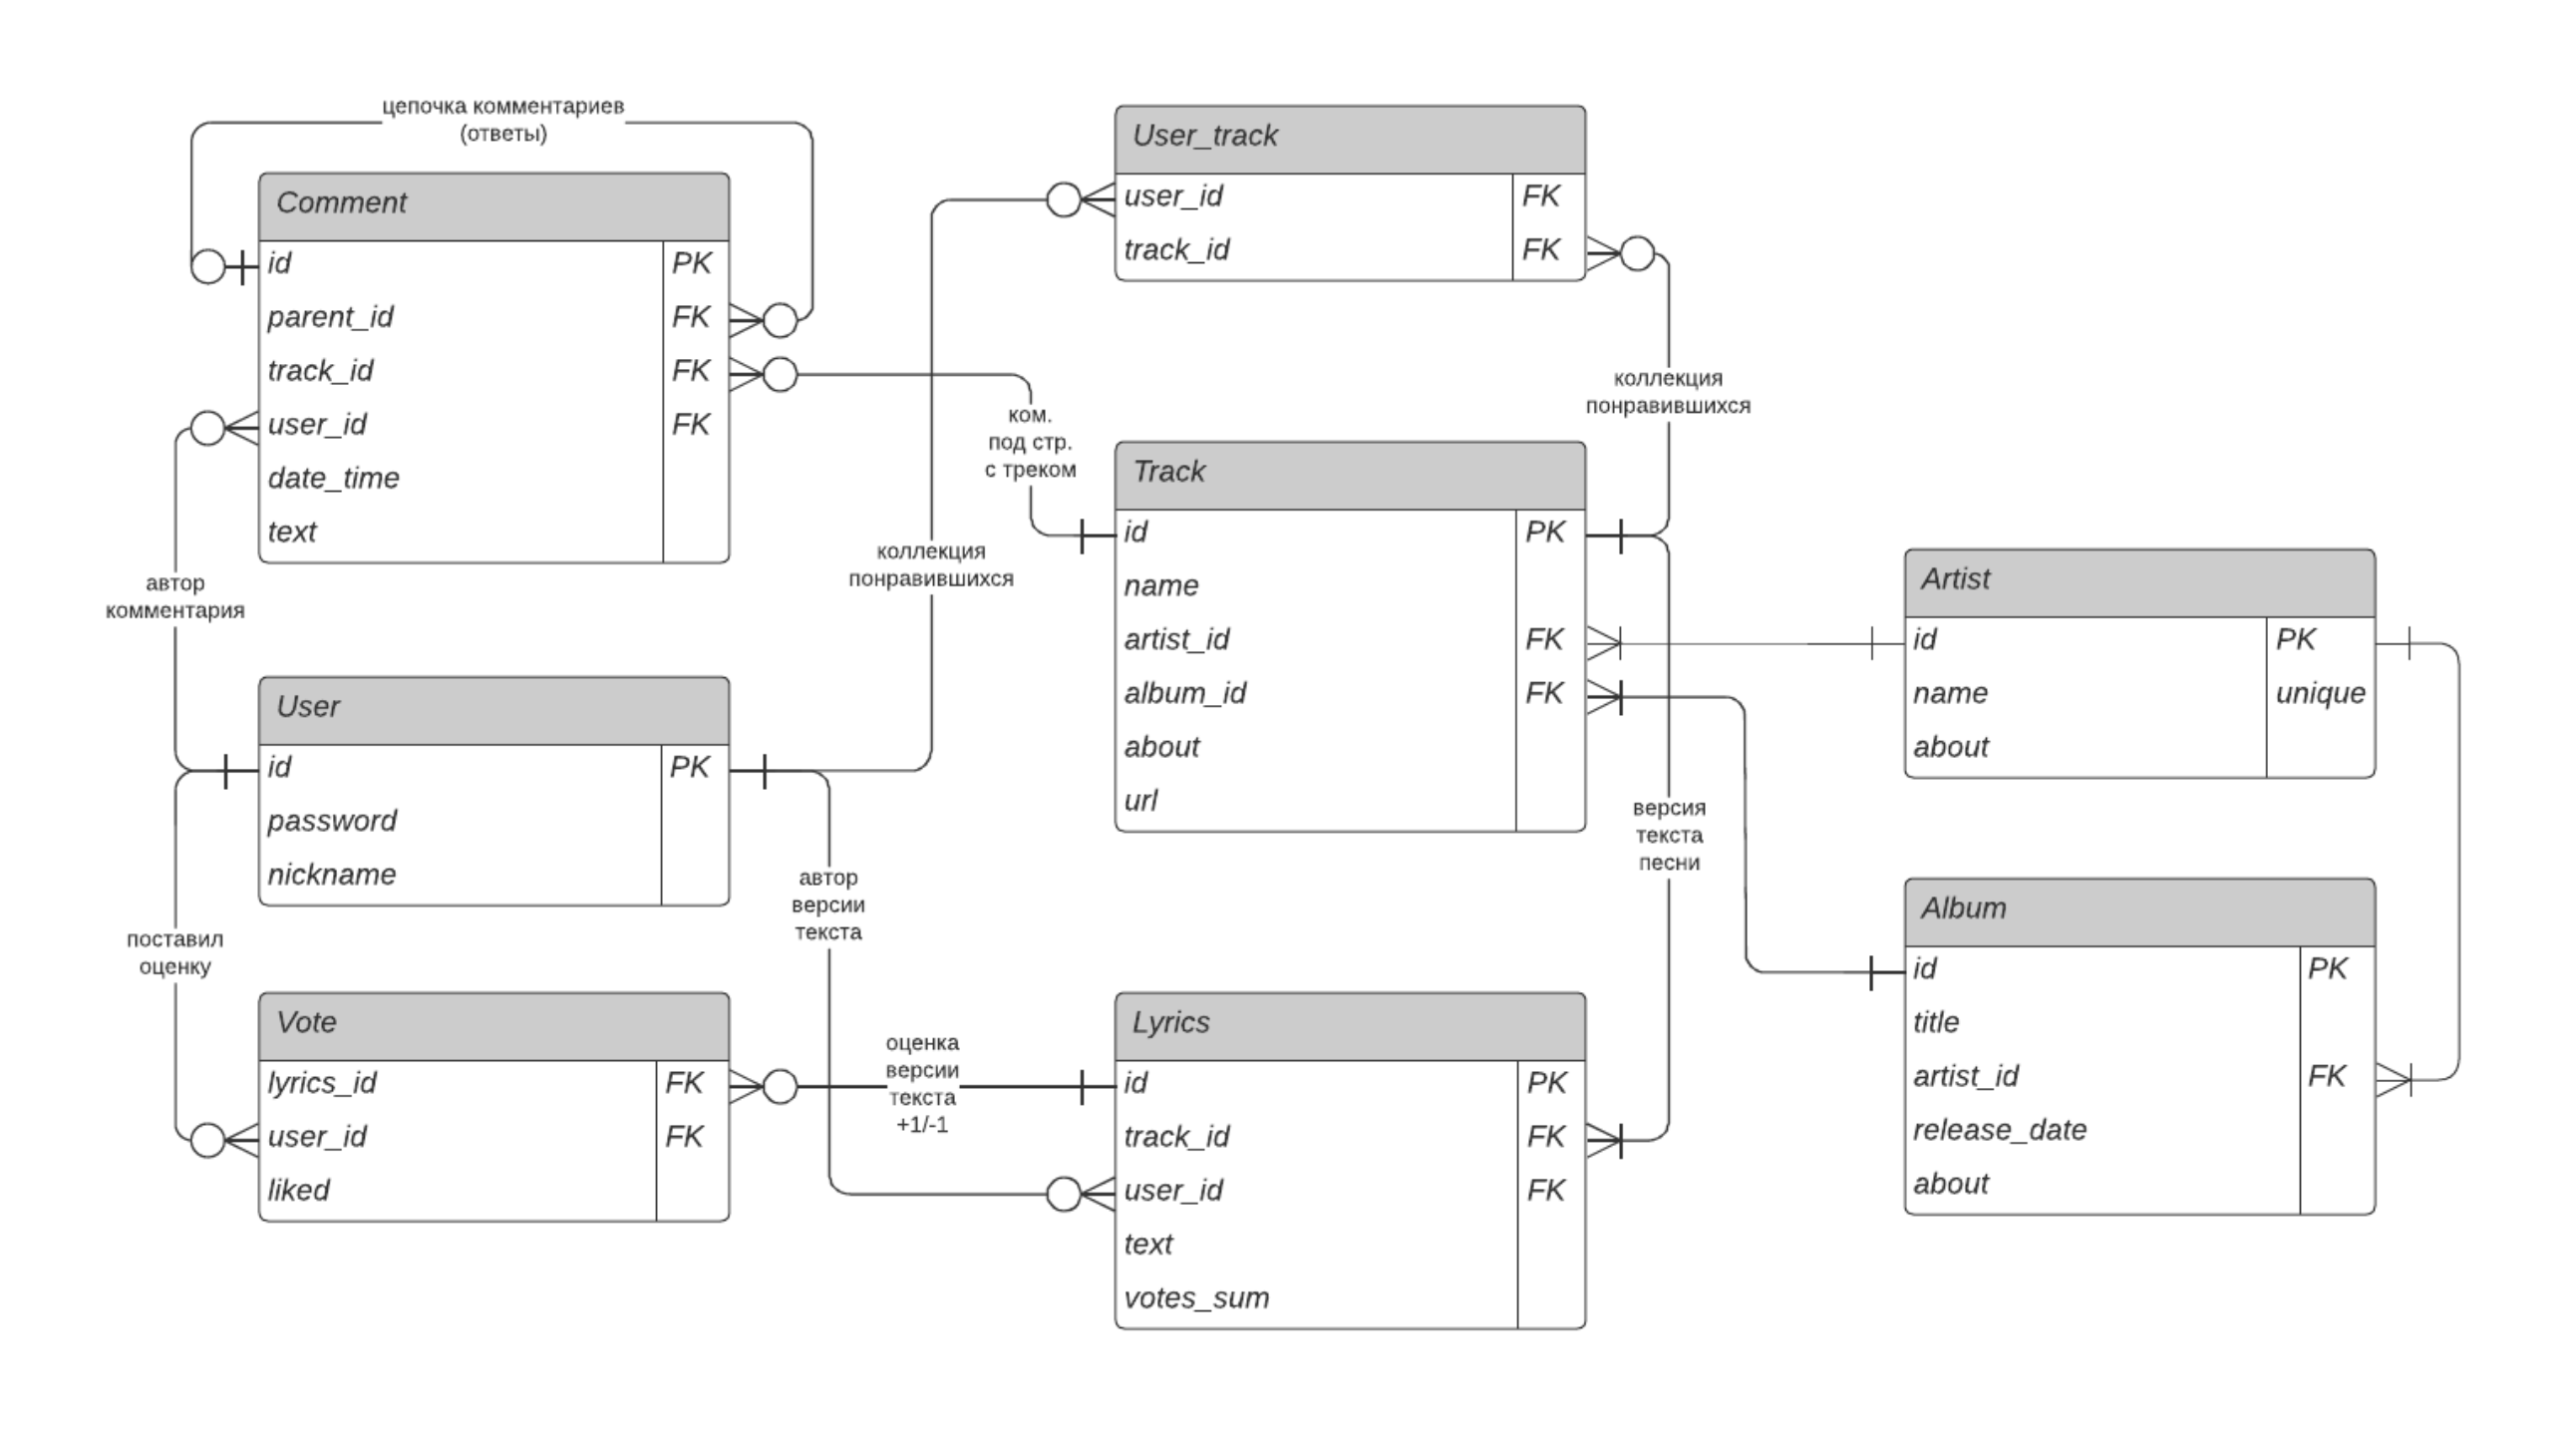 цепочка комментариев
(ответы)
Comment
id PK
parent_id FK
track_id FK
user_id FK
date_time
text
автор
комментария
User
id PK
password
nickname
поставил
оценку
Vote
lyrics_id FK
user_id FK
liked
коллекция
понравившихся
ком.
под стр.
с треком
автор
версии
текста
оценка
версии
текста
+1/-1
User_track
user_id FK
track_id FK
коллекция
понравившихся
Track
id PK
name
artist_id FK
album_id FK
about
url
версия
текста
песни
Lyrics
id PK
track_id FK
user_id FK
text
votes_sum
Artist
id PK
name unique
about
Album
id PK
title
artist_id FK
release_date
about